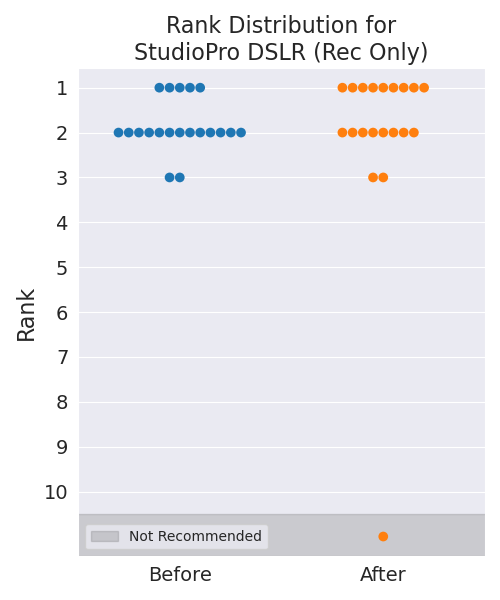 Rank Distribution for
StudioPro DSLR (Rec Only)
1
2
3
4
5
6
7
8
9
10
Rank
Not Recommended
Before
After